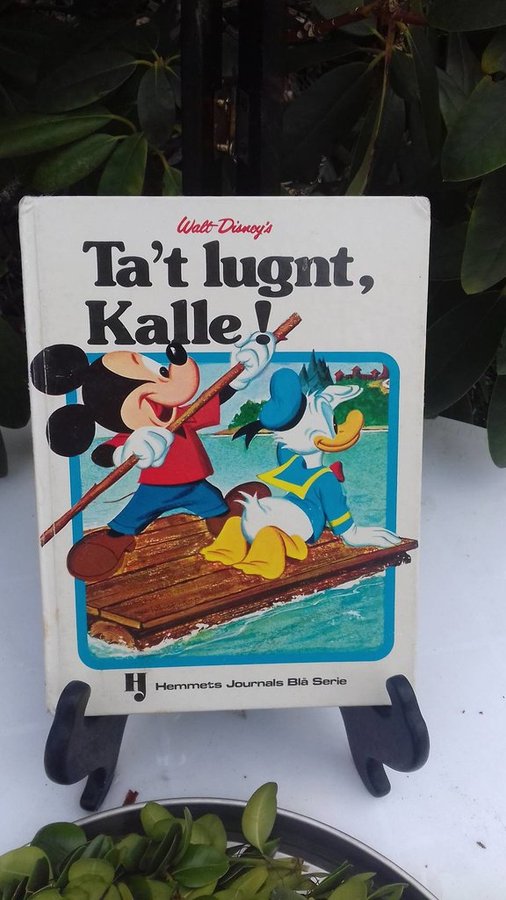 Walt Disney's
Ta't lugnt,
Kalle!
HJ Hemmets Journals Blå Serie